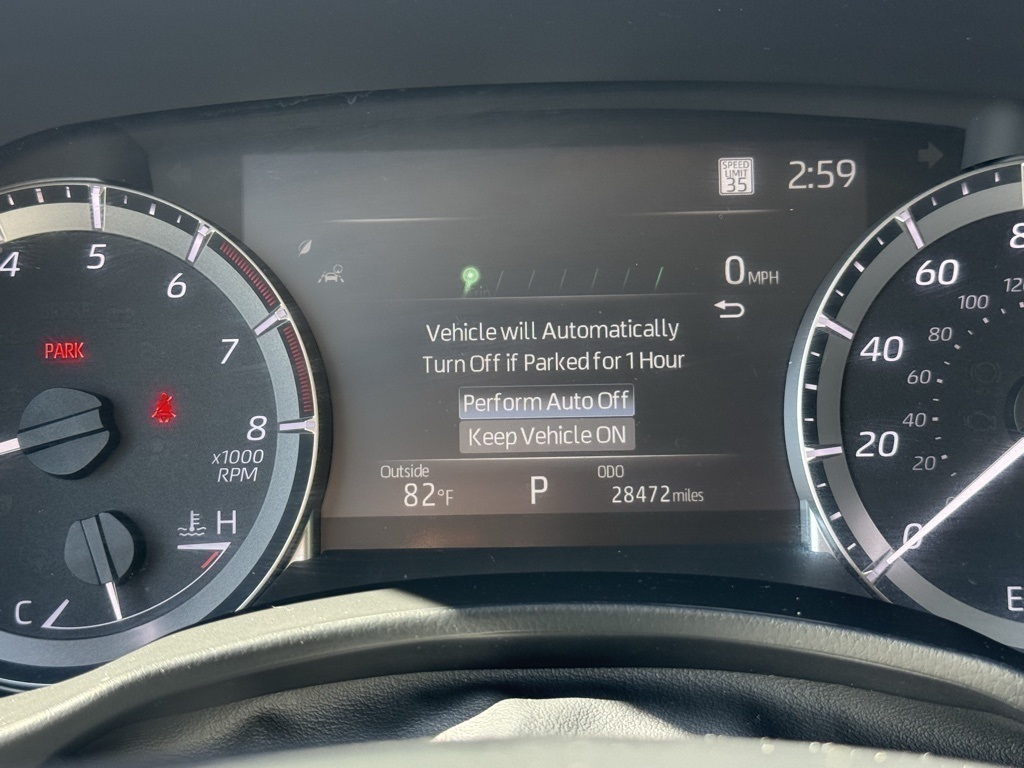 SPEED
LIMIT
35
2:59
4
5
6
7
8
x1000
RPM
PARK
H
C
0 MPH
Vehicle will Automatically
Turn Off if Parked for 1 Hour
Perform Auto Off
Keep Vehicle ON
Outside
82°F
P
ODO
28472 miles
8
60
40
20
0
120
100
80
60
40
20
E